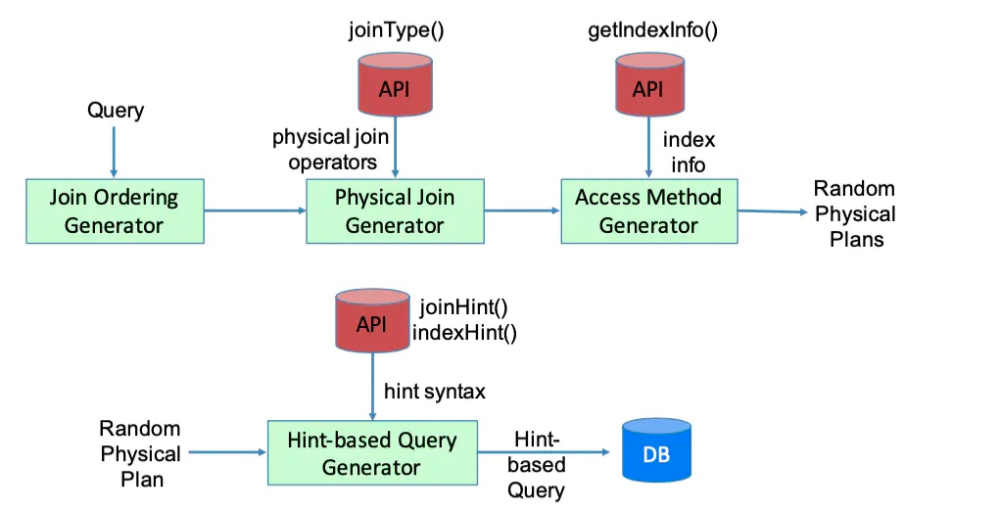 joinType()
getIndexInfo()
API
API
Query
physical join
operators
index
info
Join Ordering
Generator
Physical Join
Generator
Access Method
Generator
Random
Physical
Plans
API
joinHint()
indexHint()
hint syntax
Random
Physical
Plan
Hint-based Query
Generator
Hint-
based
Query
DB